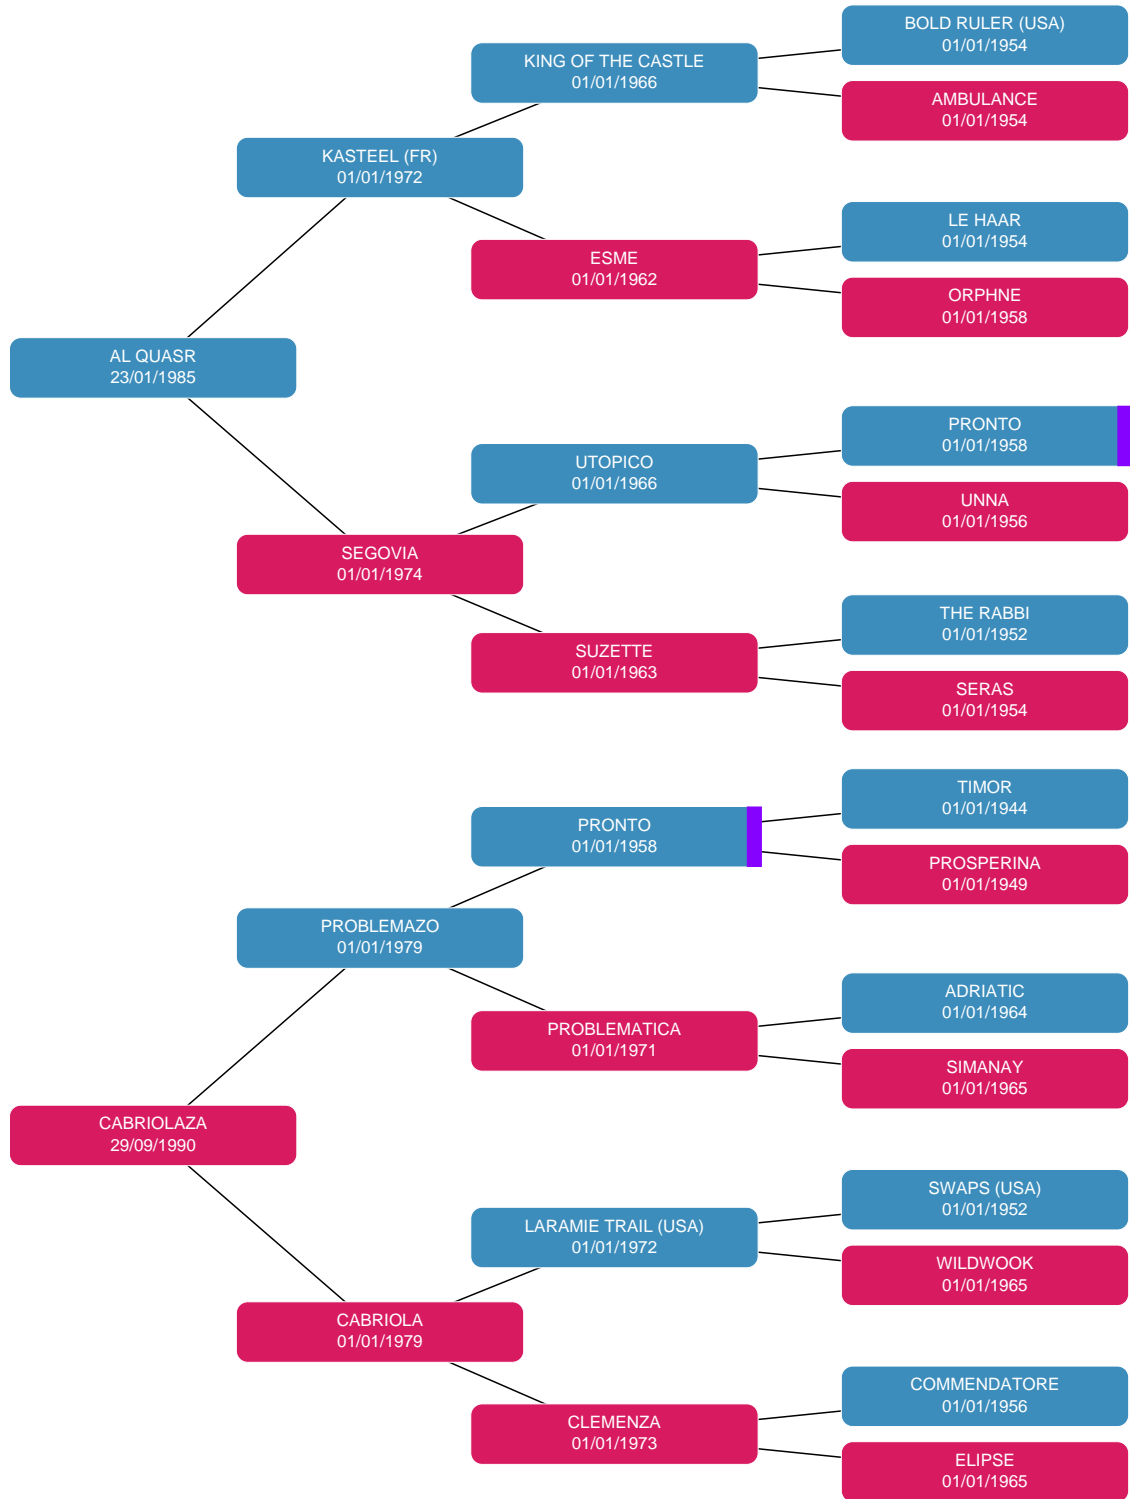 BOLD RULER (USA)
01/01/1954
KING OF THE CASTLE
01/01/1966
AMBULANCE
01/01/1954
KASTEEL (FR)
01/01/1972
LE HAAR
01/01/1954
ESME
01/01/1962
ORPHNE
01/01/1958
AL QUASR
23/01/1985
PRONTO
01/01/1958
UTOPICO
01/01/1966
UNNA
01/01/1956
SEGOVIA
01/01/1974
THE RABBI
01/01/1952
SUZETTE
01/01/1963
SERAS
01/01/1954
TIMOR
01/01/1944
PRONTO
01/01/1958
PROSPERINA
01/01/1949
PROBLEMAZO
01/01/1979
ADRIATIC
01/01/1964
PROBLEMATICA
01/01/1971
SIMANAY
01/01/1965
CABRIOLAZA
29/09/1990
SWAPS (USA)
01/01/1952
LARAMIE TRAIL (USA)
01/01/1972
WILDWOOK
01/01/1965
CABRIOLA
01/01/1979
COMMENDATORE
01/01/1956
CLEMENZA
01/01/1973
ELIPSE
01/01/1965